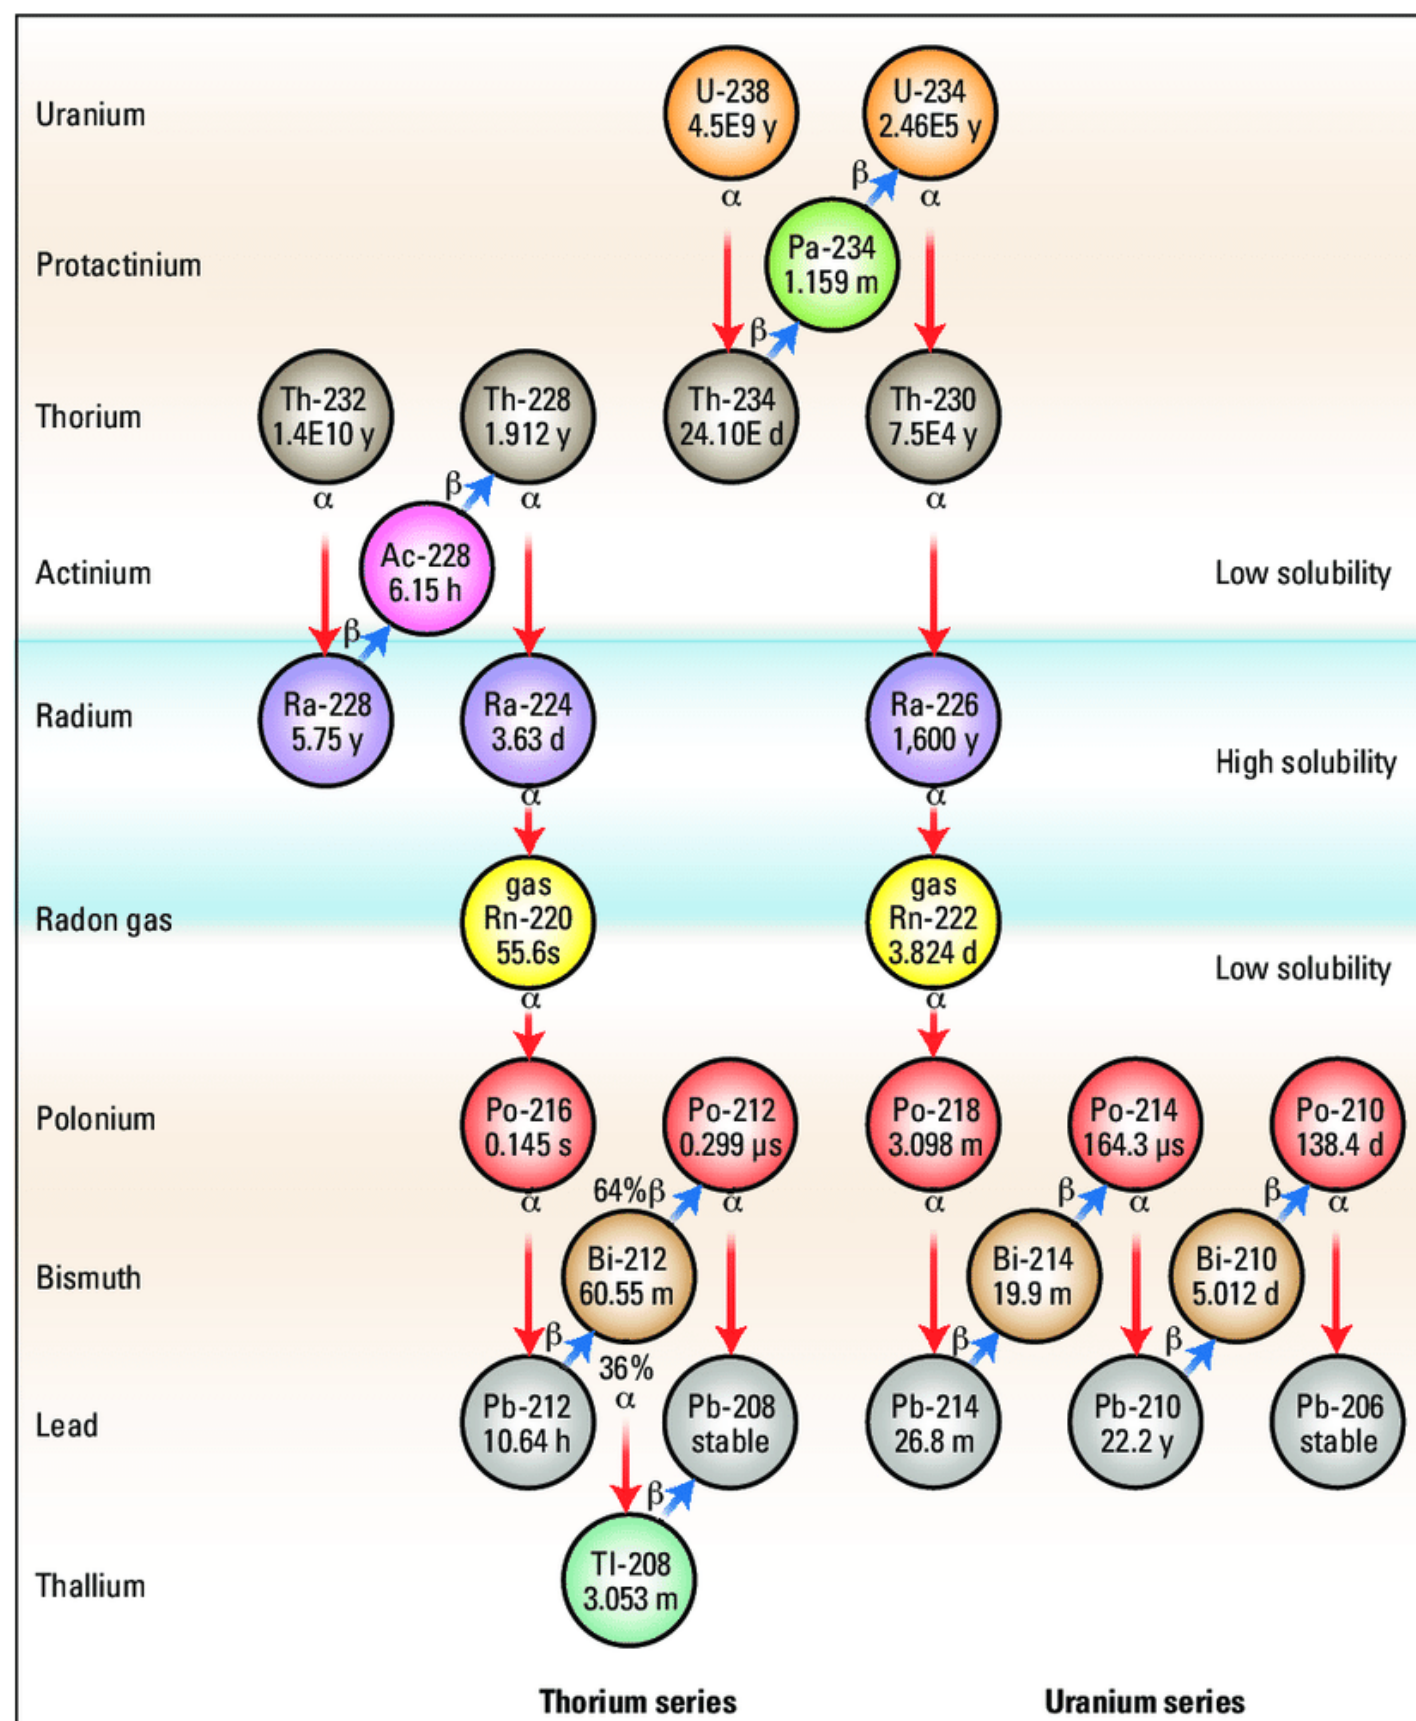 Uranium
U-238
4.5E9 y
α
U-234
2.46E5 y
α
β
Protactinium
Pa-234
1.159 m
β
Thorium
Th-232
1.4E10 y
α
Th-228
1.912 y
α
Th-234
24.10E d
Th-230
7.5E4 y
α
β
Actinium
Ac-228
6.15 h
Low solubility
β
Radium
Ra-228
5.75 y
Ra-224
3.63 d
α
Ra-226
1,600 y
α
High solubility
Radon gas
gas
Rn-220
55.6s
α
gas
Rn-222
3.824 d
α
Low solubility
Polonium
Po-216
0.145 s
α
Po-212
0.299 µs
α
Po-218
3.098 m
α
Po-214
164.3 µs
α
Po-210
138.4 d
α
64%β
β
β
Bismuth
Bi-212
60.55 m
Bi-214
19.9 m
Bi-210
5.012 d
β
36%
α
β
β
Lead
Pb-212
10.64 h
Pb-208
stable
Pb-214
26.8 m
Pb-210
22.2 y
Pb-206
stable
β
Thallium
Tl-208
3.053 m
Thorium series
Uranium series